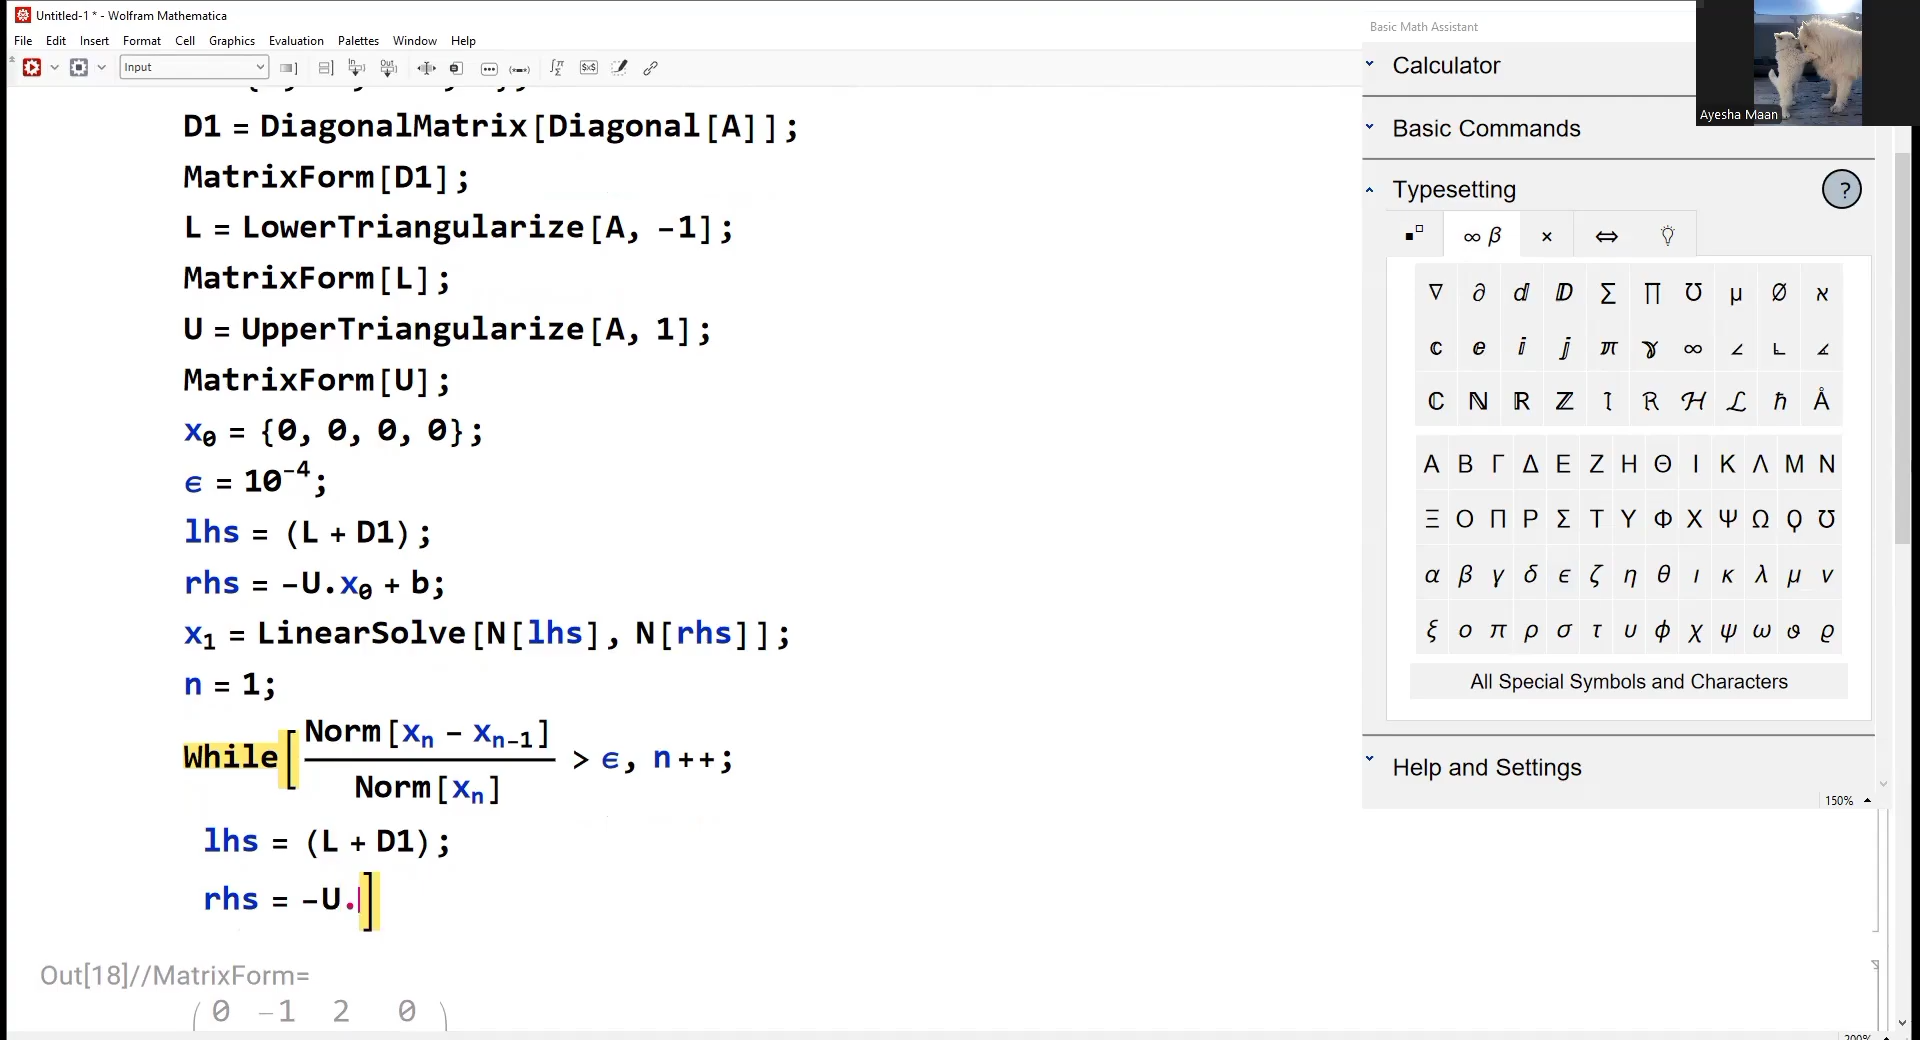 Untitled-1 * - Wolfram Mathematica
File Edit Insert Format Cell Graphics Evaluation Palettes Window Help
Input
D1 = DiagonalMatrix[Diagonal[A]];
MatrixForm[D1];
L = LowerTriangularize[A, -1];
MatrixForm[L];
U = UpperTriangularize[A, 1];
MatrixForm[U];
x₀ = {0, 0, 0, 0};
ϵ = 10⁻⁴;
lhs = (L + D1);
rhs = -U.x₀ + b;
x₁ = LinearSolve[N[lhs], N[rhs]];
n = 1;
While[ Norm[xₙ - xₙ₋₁] / Norm[xₙ] > ϵ, n++;
lhs = (L + D1);
rhs = -U.]
Out[18]//MatrixForm=
0 -1 2 0
Basic Math Assistant
Calculator
Basic Commands
Typesetting
?
∞ β × ⇔
∇ ∂ ⅆ ⅅ ∑ ∏ ℧ µ Ø ℵ
𝕔 ⅇ ⅈ ⅉ π γ ∞ ∠ ∟ ∡
ℂ ℕ ℝ ℤ ℩ ℛ ℋ ℒ ℏ Å
Α Β Γ Δ Ε Ζ Η Θ Ι Κ Λ Μ Ν
Ξ Ο Π Ρ Σ Τ Υ Φ Χ Ψ Ω Ϙ ℧
α β γ δ ϵ ζ η θ ι κ λ μ ν
ξ ο π ρ σ τ υ ϕ χ ψ ω ϑ ϱ
All Special Symbols and Characters
Help and Settings
150%
200%
Ayesha Maan